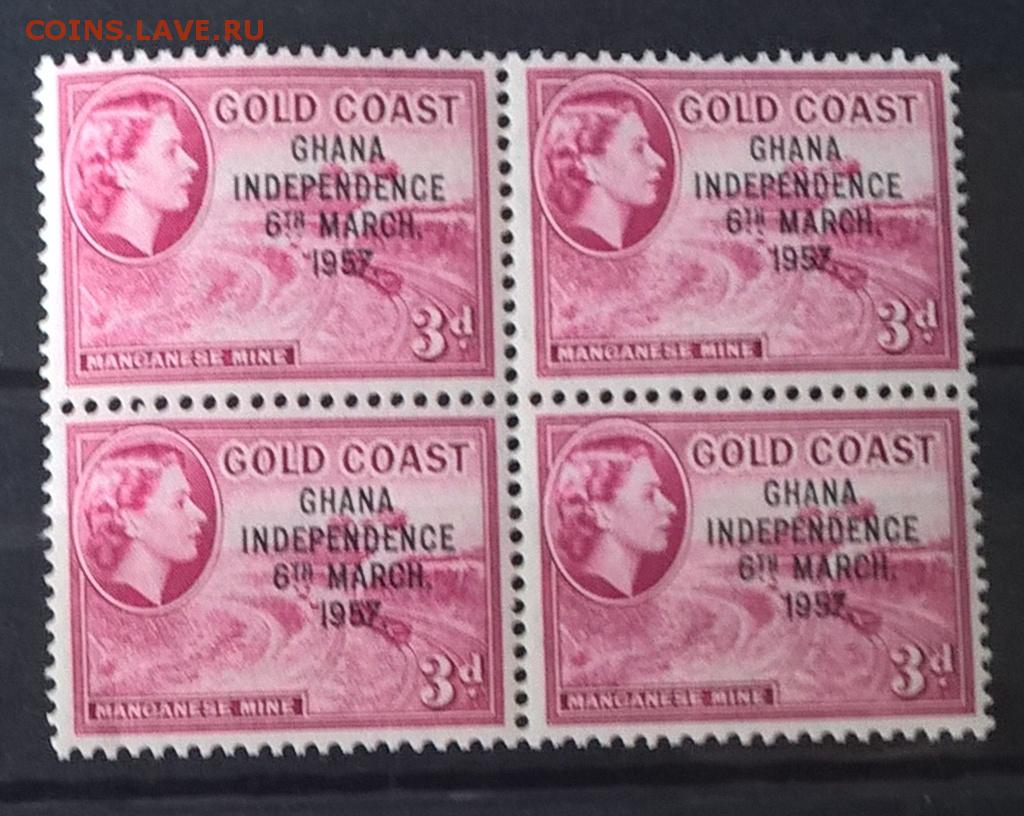 COINS.LAVE.RU
GOLD COAST
GHANA
INDEPENDENCE
6TH MARCH.
1957.
3d
MANGANESE MINE
GOLD COAST
GHANA
INDEPENDENCE
6TH MARCH.
1957.
3d
MANGANESE MINE
GOLD COAST
GHANA
INDEPENDENCE
6TH MARCH.
1957.
3d
MANGANESE MINE
GOLD COAST
GHANA
INDEPENDENCE
6TH MARCH.
1957.
3d
MANGANESE MINE